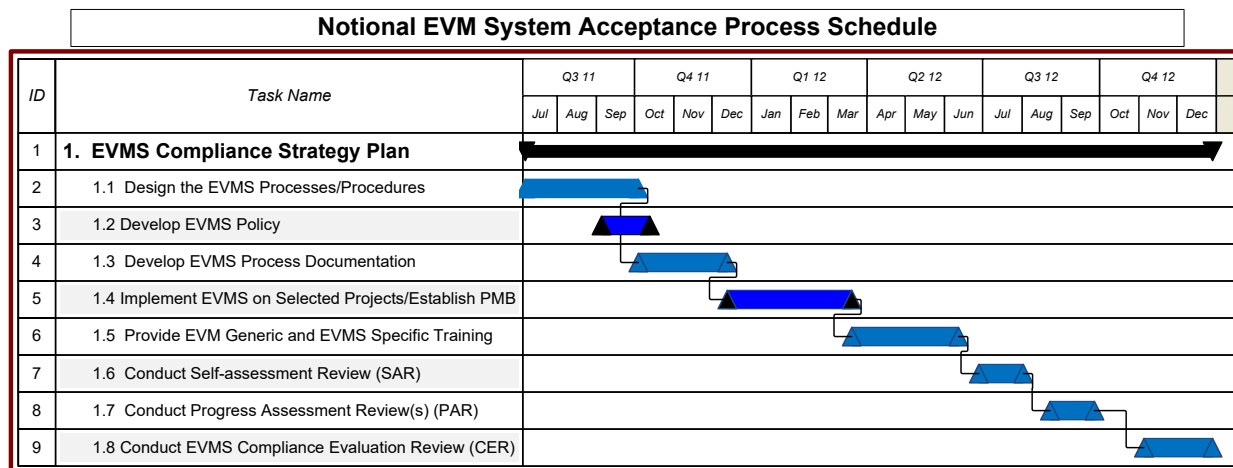 Notional EVM System Acceptance Process Schedule
ID Task Name Q3 11 Q4 11 Q1 12 Q2 12 Q3 12 Q4 12
Jul Aug Sep Oct Nov Dec Jan Feb Mar Apr May Jun Jul Aug Sep Oct Nov Dec
1 1. EVMS Compliance Strategy Plan
2 1.1 Design the EVMS Processes/Procedures
3 1.2 Develop EVMS Policy
4 1.3 Develop EVMS Process Documentation
5 1.4 Implement EVMS on Selected Projects/Establish PMB
6 1.5 Provide EVM Generic and EVMS Specific Training
7 1.6 Conduct Self-assessment Review (SAR)
8 1.7 Conduct Progress Assessment Review(s) (PAR)
9 1.8 Conduct EVMS Compliance Evaluation Review (CER)